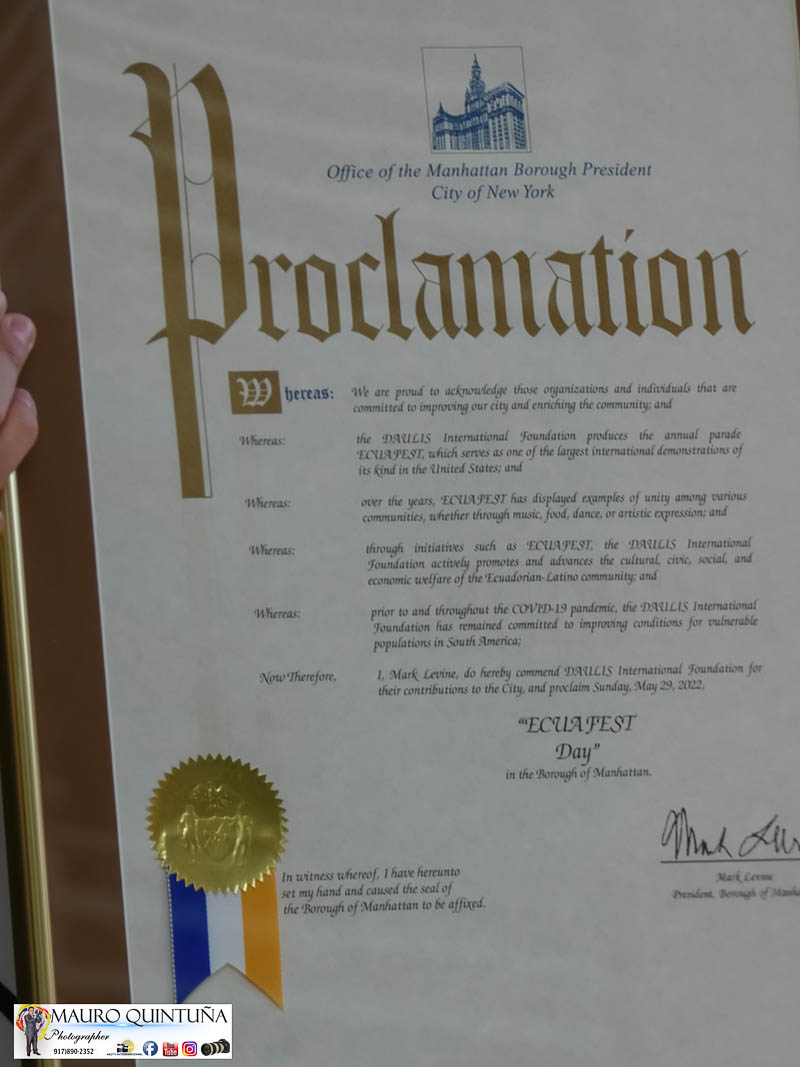 Office of the Manhattan Borough President
City of New York
Proclamation
Whereas: We are proud to acknowledge those organizations and individuals that are
committed to improving our city and enriching the community; and
Whereas: the DAULIS International Foundation produces the annual parade
ECUAFEST, which serves as one of the largest international demonstrations of
its kind in the United States; and
Whereas: over the years, ECUAFEST has displayed examples of unity among various
communities, whether through music, food, dance, or artistic expression; and
Whereas: through initiatives such as ECUAFEST, the DAULIS International
Foundation actively promotes and advances the cultural, civic, social, and
economic welfare of the Ecuadorian-Latino community; and
Whereas: prior to and throughout the COVID-19 pandemic, the DAULIS International
Foundation has remained committed to improving conditions for vulnerable
populations in South America;
Now Therefore, I, Mark Levine, do hereby commend DAULIS International Foundation for
their contributions to the City, and proclaim Sunday, May 29, 2022,
"ECUAFEST
Day"
in the Borough of Manhattan.
Mark Levine
President, Borough of Manha
In witness whereof, I have hereunto
set my hand and caused the seal of
the Borough of Manhattan to be affixed.
MAURO QUINTUÑA
Photographer
917)890-2352
You Tube